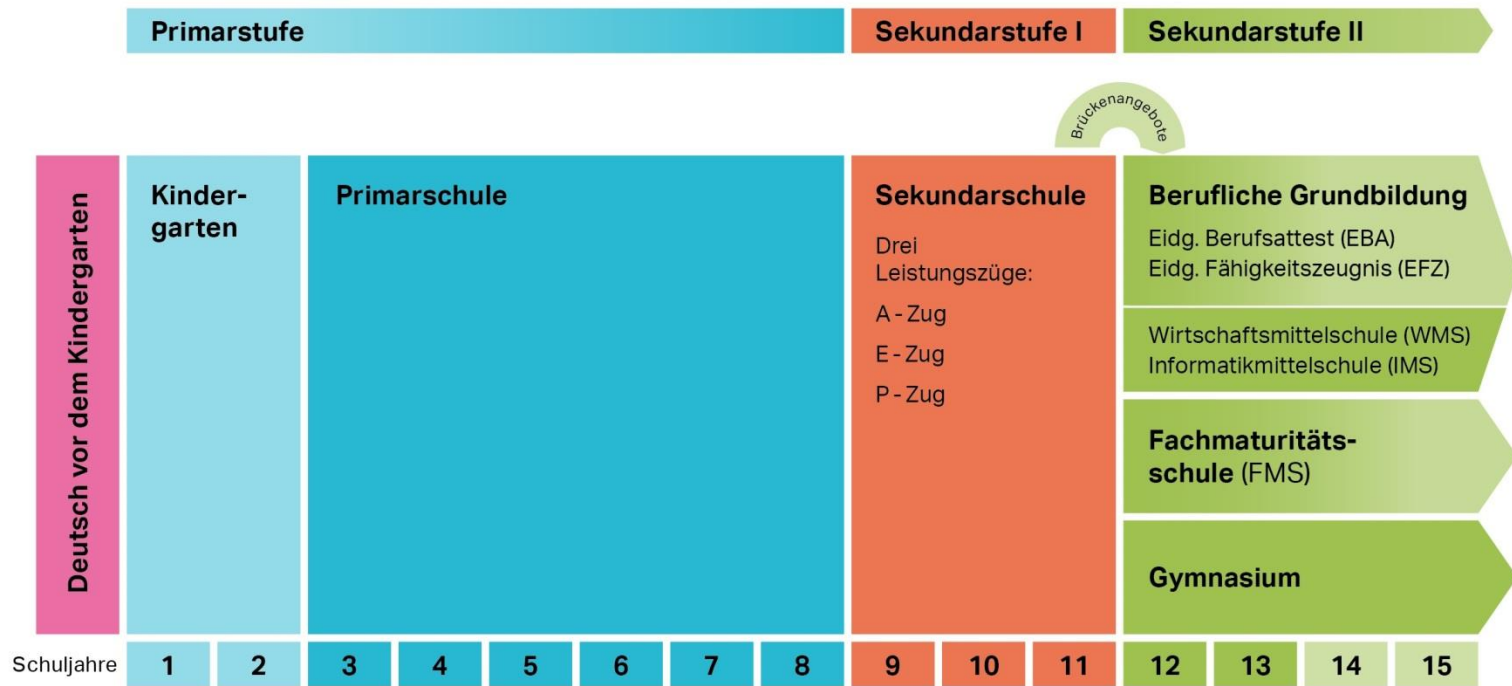 Primarstufe
Sekundarstufe I
Sekundarstufe II
Brückenangebote
Deutsch vor dem Kindergarten
Kinder-
garten
Primarschule
Sekundarschule
Drei
Leistungszüge:
A - Zug
E - Zug
P - Zug
Berufliche Grundbildung
Eidg. Berufsattest (EBA)
Eidg. Fähigkeitszeugnis (EFZ)
Wirtschaftsmittelschule (WMS)
Informatikmittelschule (IMS)
Fachmaturitäts-
schule (FMS)
Gymnasium
Schuljahre 1 2 3 4 5 6 7 8 9 10 11 12 13 14 15